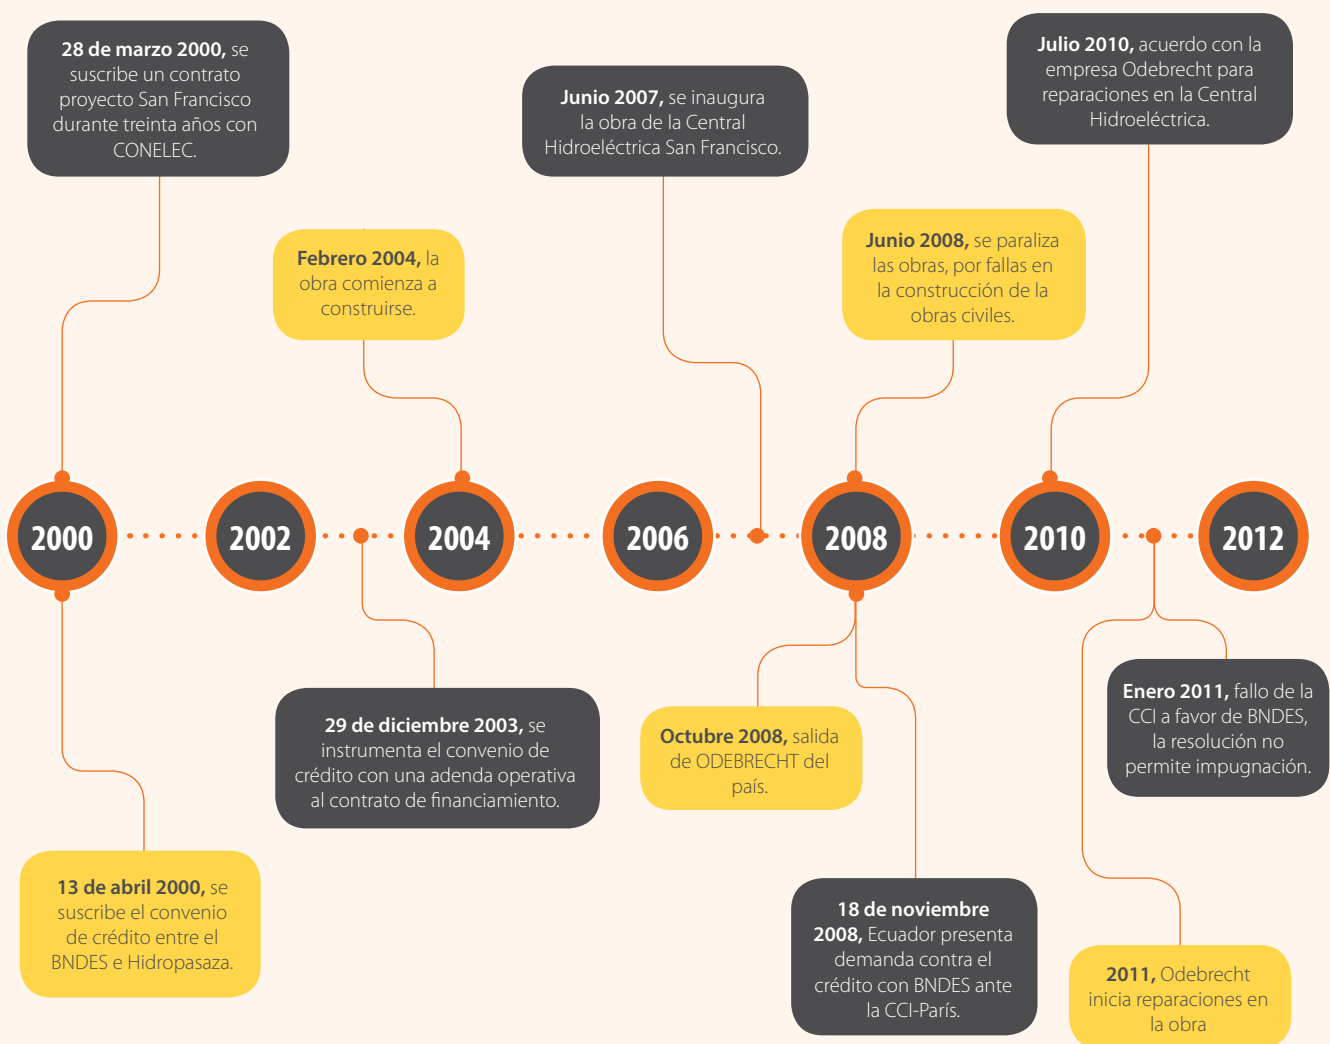 28 de marzo 2000, se
suscribe un contrato
proyecto San Francisco
durante treinta años con
CONELEC.
Junio 2007, se inaugura
la obra de la Central
Hidroeléctrica San Francisco.
Julio 2010, acuerdo con la
empresa Odebrecht para
reparaciones en la Central
Hidroeléctrica.
Febrero 2004, la
obra comienza a
construirse.
Junio 2008, se paraliza
las obras, por fallas en
la construcción de la
obras civiles.
2000
2002
2004
2006
2008
2010
2012
29 de diciembre 2003, se
instrumenta el convenio de
crédito con una adenda operativa
al contrato de financiamiento.
Octubre 2008, salida
de ODEBRECHT del
país.
Enero 2011, fallo de la
CCI a favor de BNDES,
la resolución no
permite impugnación.
13 de abril 2000, se
suscribe el convenio
de crédito entre el
BNDES e Hidropasaza.
18 de noviembre
2008, Ecuador presenta
demanda contra el
crédito con BNDES ante
la CCI-París.
2011, Odebrecht
inicia reparaciones en
la obra